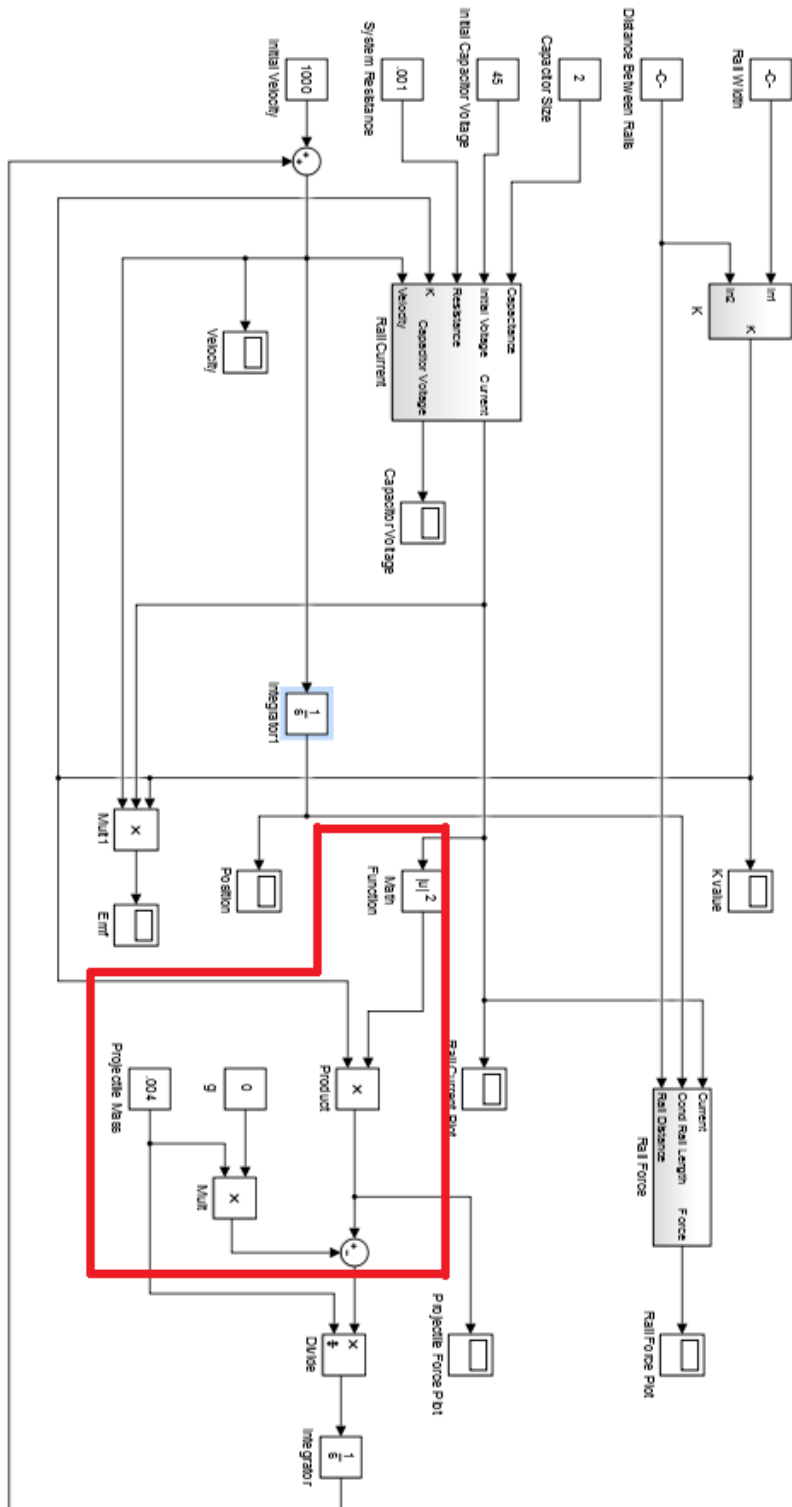 -C-
Rail Width
In1
In2
K
K
K value
-C-
Distance Between Rails
Current
Cond Rail Length
Rail Distance
Force
Rail Force
Rail Force Plot
2
Capacitor Size
45
Initial Capacitor Voltage
.001
System Resistance
Capacitance
Initial Voltage
Resistance
K
Velocity
Current
Capacitor Voltage
Rail Current
Capacitor Voltage
Rail Current Plot
|u|²
Math
Function
Projectile Force Plot
1000
Initial Velocity
+
+
Velocity
1
s
Integrator1
Position
×
Product
+
-
×
÷
Divide
1
s
Integrator
0
g
×
Mult
.004
Projectile Mass
×
Mult1
Emf